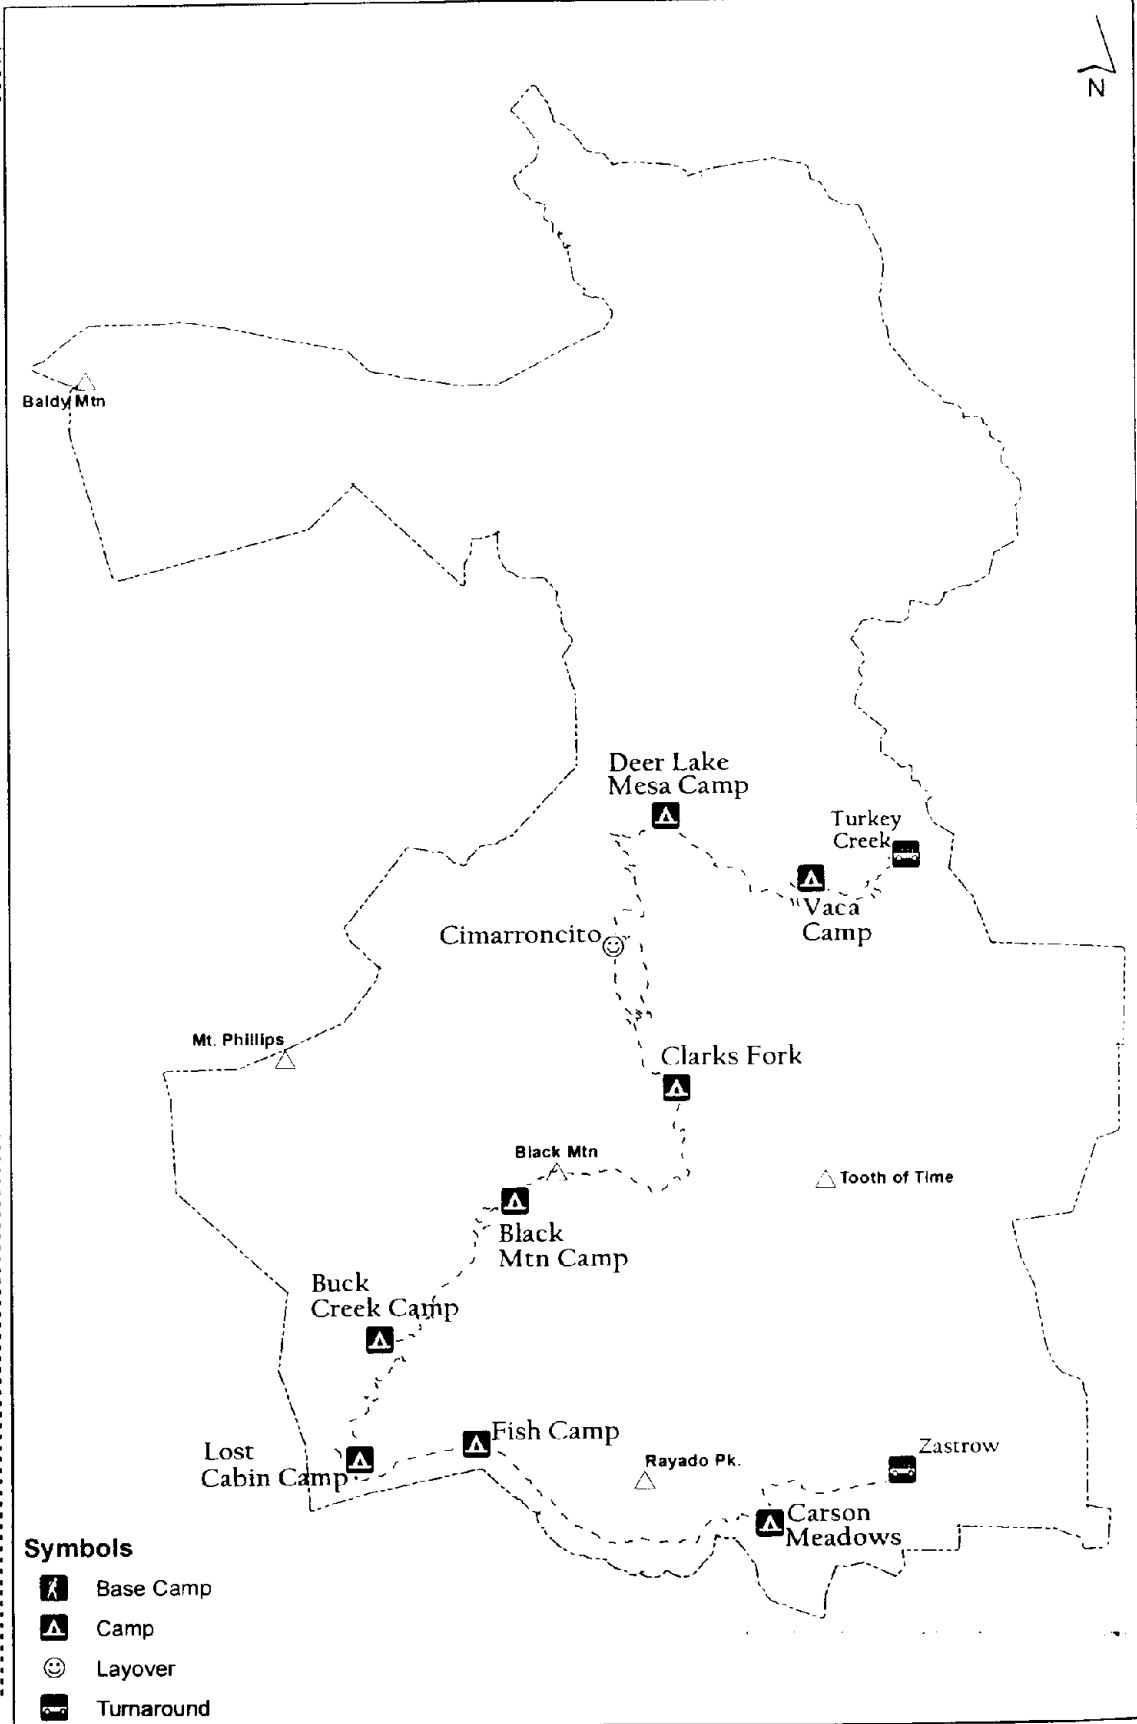 N
Baldy Mtn
Deer Lake
Mesa Camp
Turkey
Creek
Vaca
Camp
Cimarroncito
Mt. Phillips
Clarks Fork
Black Mtn
Tooth of Time
Black
Mtn Camp
Buck
Creek Camp
Fish Camp
Lost
Cabin Camp
Rayado Pk.
Zastrow
Carson
Meadows
Symbols
Base Camp
Camp
Layover
Turnaround